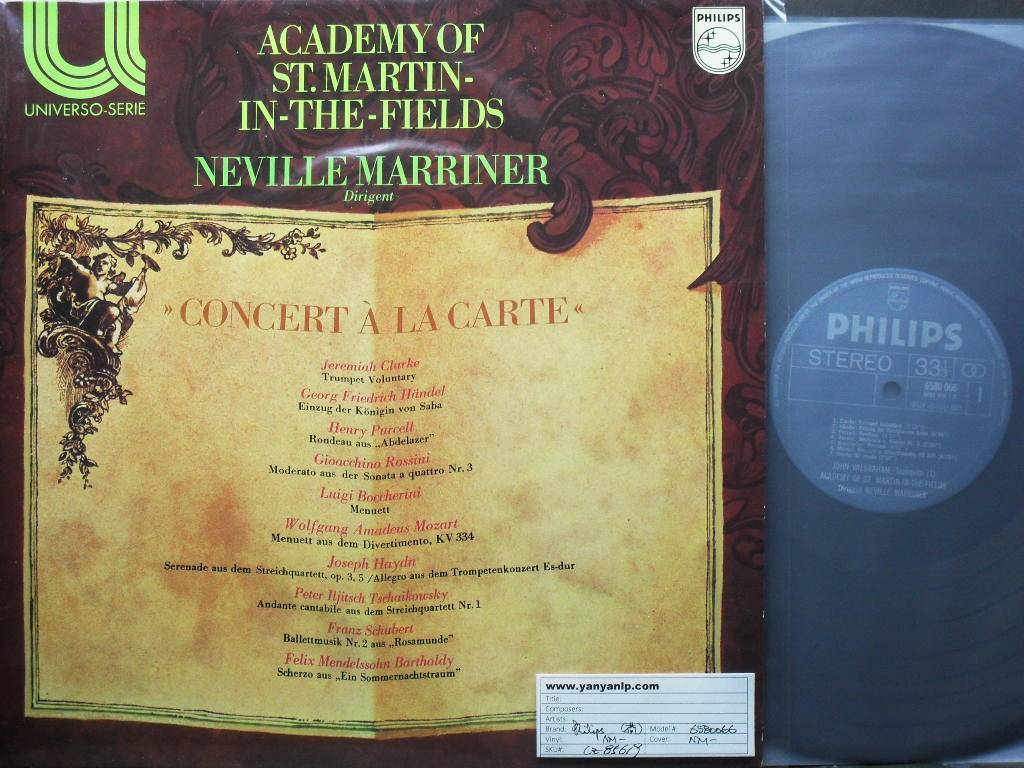 UNIVERSO-SERIE
ACADEMY OF
ST. MARTIN-
IN-THE-FIELDS
NEVILLE MARRINER
Dirigent
PHILIPS
»CONCERT À LA CARTE«
Jeremiah Clarke
Trumpet Voluntary
Georg Friedrich Händel
Einzug der Königin von Saba
Henry Purcell
Rondeau aus „Abdelazer”
Gioacchino Rossini
Moderato aus der Sonata a quattro Nr. 3
Luigi Boccherini
Menuett
Wolfgang Amadeus Mozart
Menuett aus dem Divertimento, KV 334
Joseph Haydn
Serenade aus dem Streichquartett, op. 3, 5 / Allegro aus dem Trompetenkonzert Es-dur
Peter Iljitsch Tschaikowsky
Andante cantabile aus dem Streichquartett Nr. 1
Franz Schubert
Ballettmusik Nr. 2 aus „Rosamunde”
Felix Mendelssohn Bartholdy
Scherzo aus „Ein Sommernachtstraum”
www.yanyanlp.com
Title:
Composers:
Artists:
Brand: Philips Model # 6580066
Vinyl: NM- Cover: NM-
SKU#: CZ 85619
PHILIPS
STEREO 33⅓
6580 066
1
JOHN WILBRAHAM, Trompete (1)
ACADEMY OF ST. MARTIN-IN-THE-FIELDS
Dirigent NEVILLE MARRINER